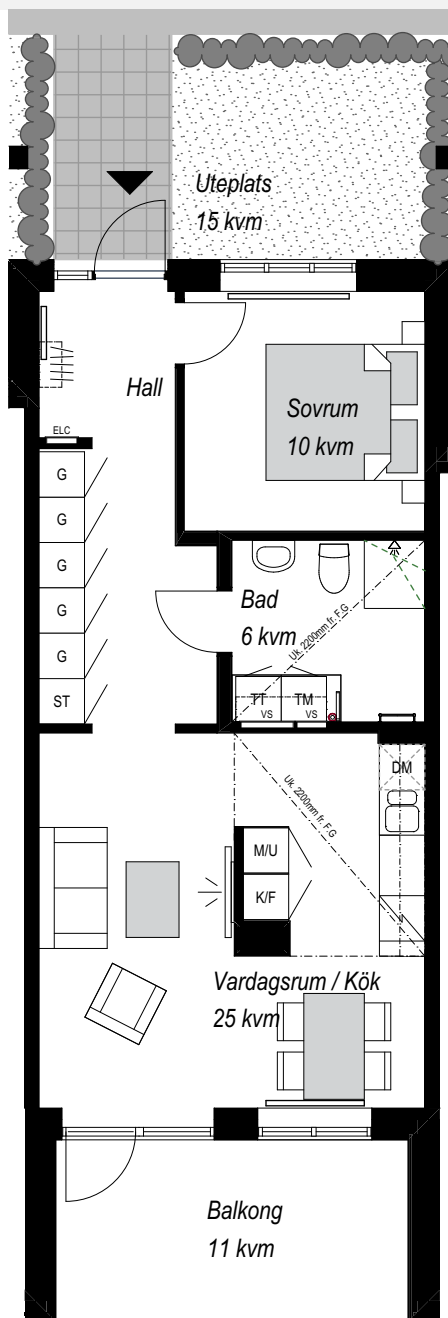 Uteplats
15 kvm
Hall
Sovrum
10 kvm
ELC
G
G
G
G
G
ST
Bad
6 kvm
Uk. 2200mm fr. F.G
TT
TM
VS
VS
DM
Uk. 2200mm fr. F.G
M/U
K/F
Vardagsrum / Kök
25 kvm
Balkong
11 kvm